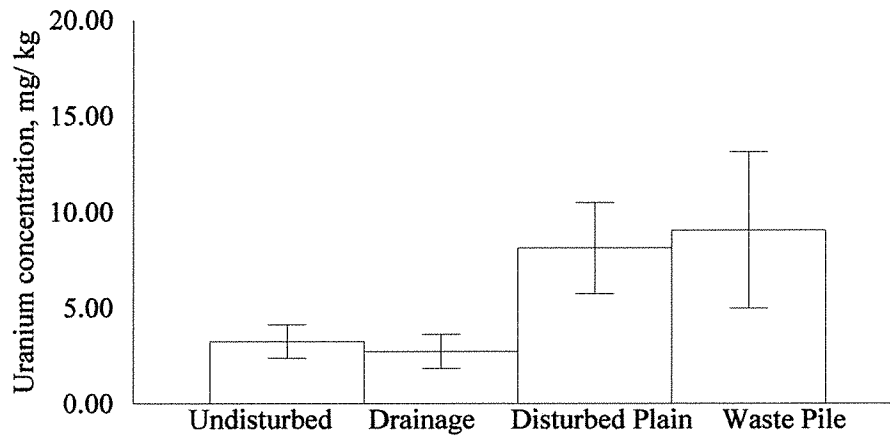 Uranium concentration, mg/ kg
20.00
15.00
10.00
5.00
0.00
Undisturbed Drainage Disturbed Plain Waste Pile